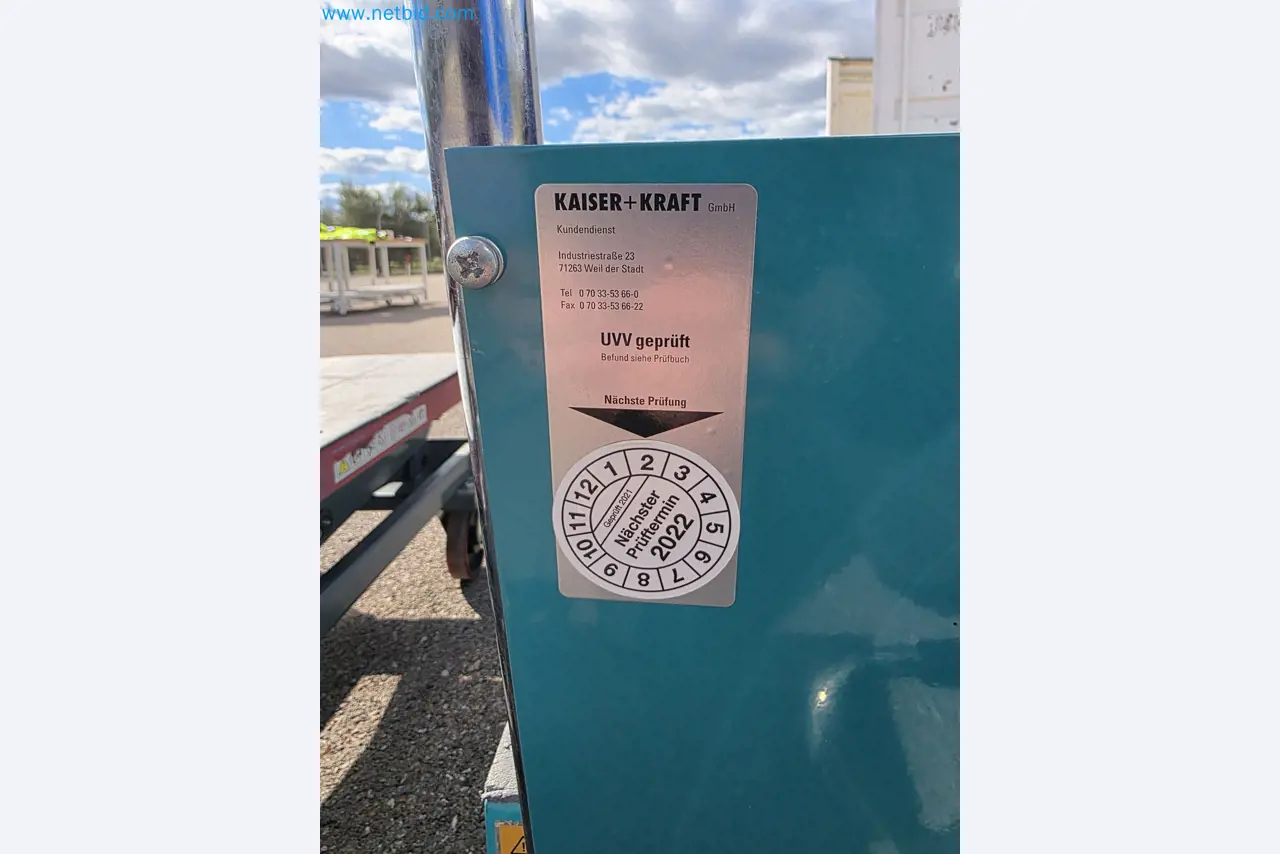 www.netbid.com
KAISER+KRAFT GmbH
Kundendienst
Industriestraße 23
71263 Weil der Stadt
Tel 0 70 33-53 66-0
Fax 0 70 33-53 66-22
UVV geprüft
Befund siehe Prüfbuch
Nächste Prüfung
1 2 3 4 5 6 7 8 9 10 11 12
Geprüft 2021
Nächster
Prüftermin
2022